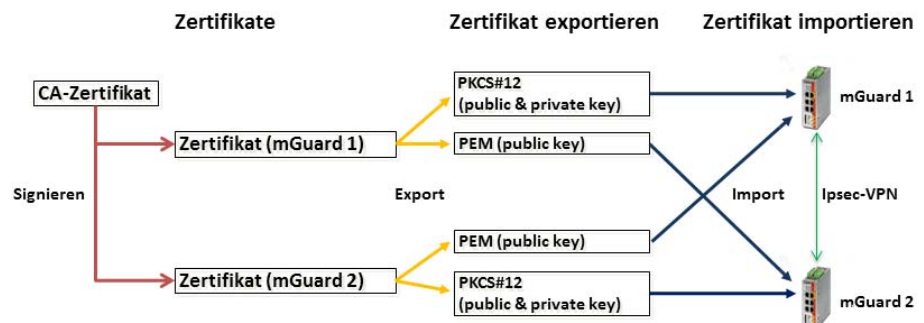 Zertifikate
Zertifikat exportieren
Zertifikat importieren
CA-Zertifikat
PKCS#12
(public & private key)
mGuard 1
Zertifikat (mGuard 1)
PEM (public key)
Signieren
Export
Import
Ipsec-VPN
PEM (public key)
Zertifikat (mGuard 2)
PKCS#12
(public & private key)
mGuard 2